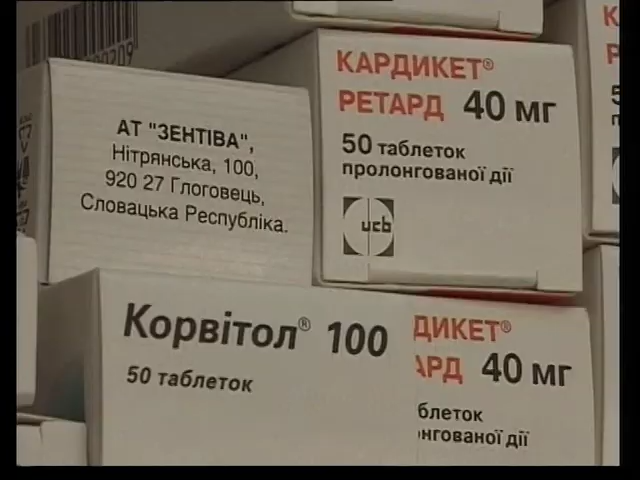 АТ "ЗЕНТІВА",
Нітрянська, 100,
920 27 Глоговець,
Словацька Республіка.
КАРДИКЕТ®
РЕТАРД 40 мг
50 таблеток
пролонгованої дії
ucb
Корвітол® 100
50 таблеток
ДИКЕТ®
АРД 40 мг
блеток
нгованої дії